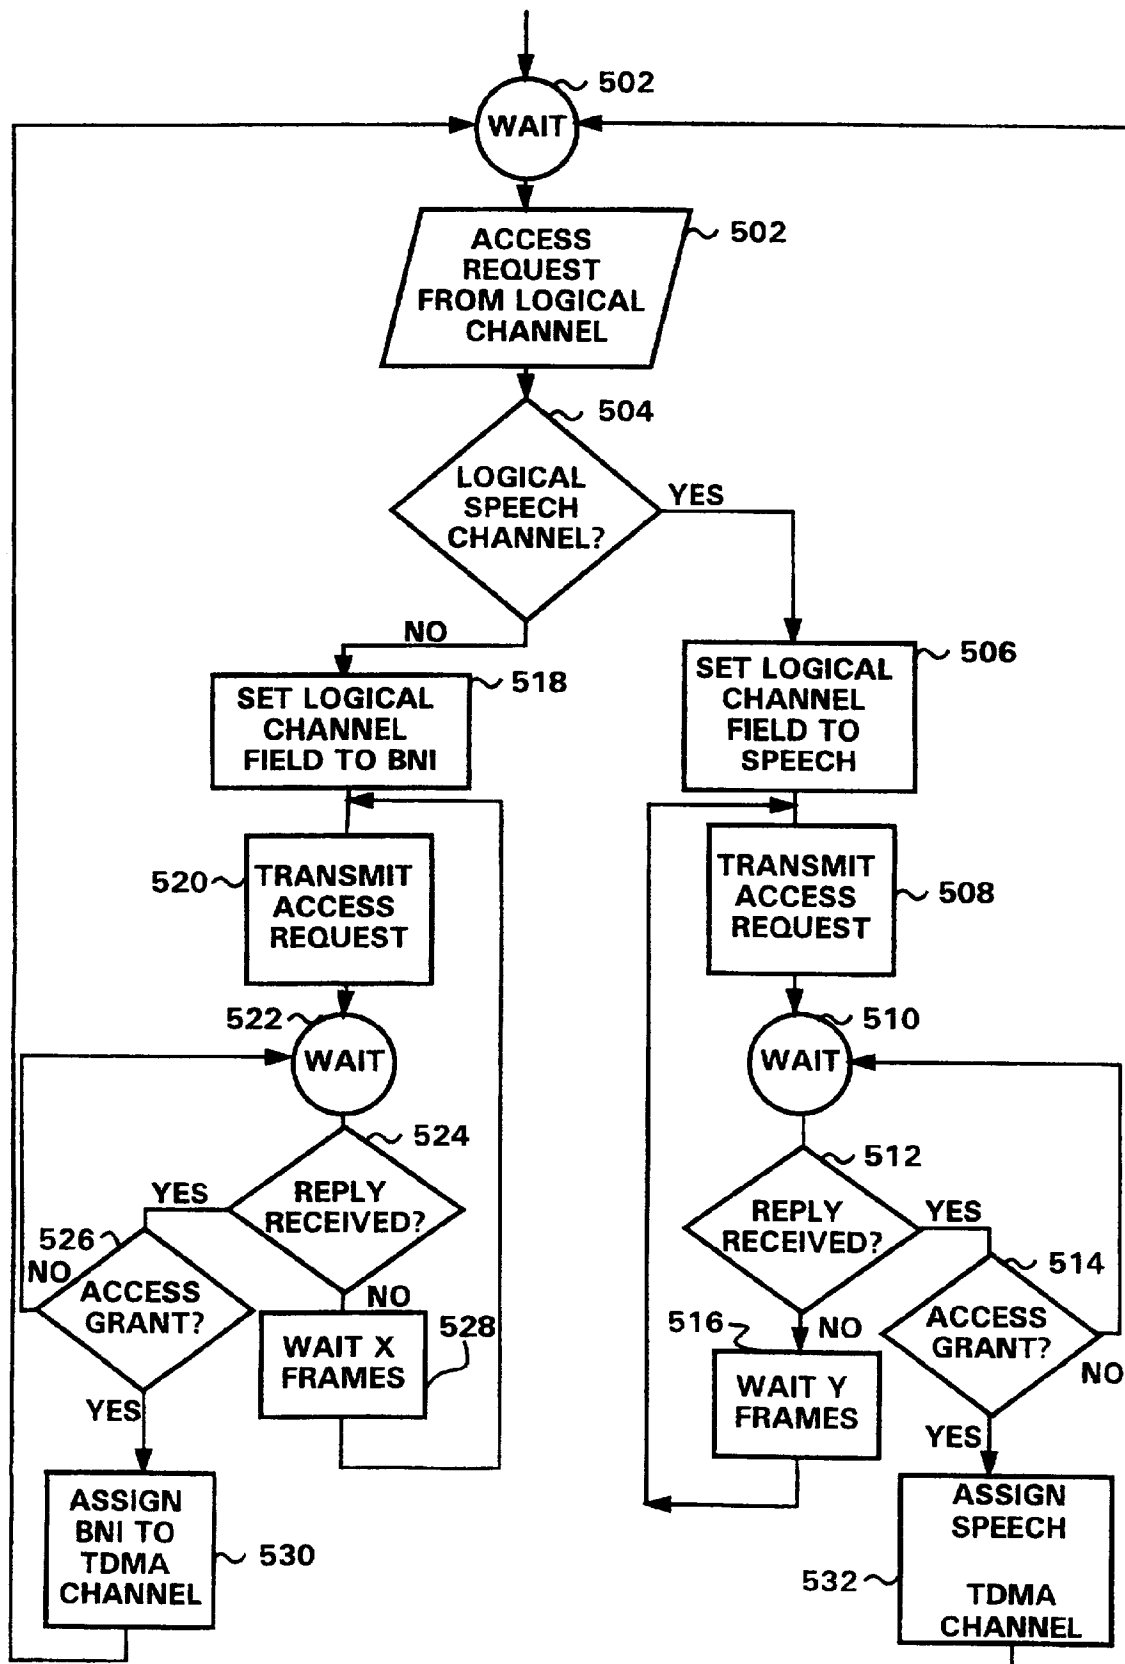 502
WAIT
502
ACCESS
REQUEST
FROM LOGICAL
CHANNEL
504
LOGICAL
SPEECH
CHANNEL?
YES
NO
518
SET LOGICAL
CHANNEL
FIELD TO BNI
506
SET LOGICAL
CHANNEL
FIELD TO
SPEECH
520
TRANSMIT
ACCESS
REQUEST
TRANSMIT
ACCESS
REQUEST
508
522
WAIT
510
WAIT
524
REPLY
RECEIVED?
YES
NO
526
ACCESS
GRANT?
NO
YES
WAIT X
FRAMES
528
512
REPLY
RECEIVED?
YES
NO
514
ACCESS
GRANT?
NO
YES
516
WAIT Y
FRAMES
ASSIGN
BNI TO
TDMA
CHANNEL
530
532
ASSIGN
SPEECH
TDMA
CHANNEL